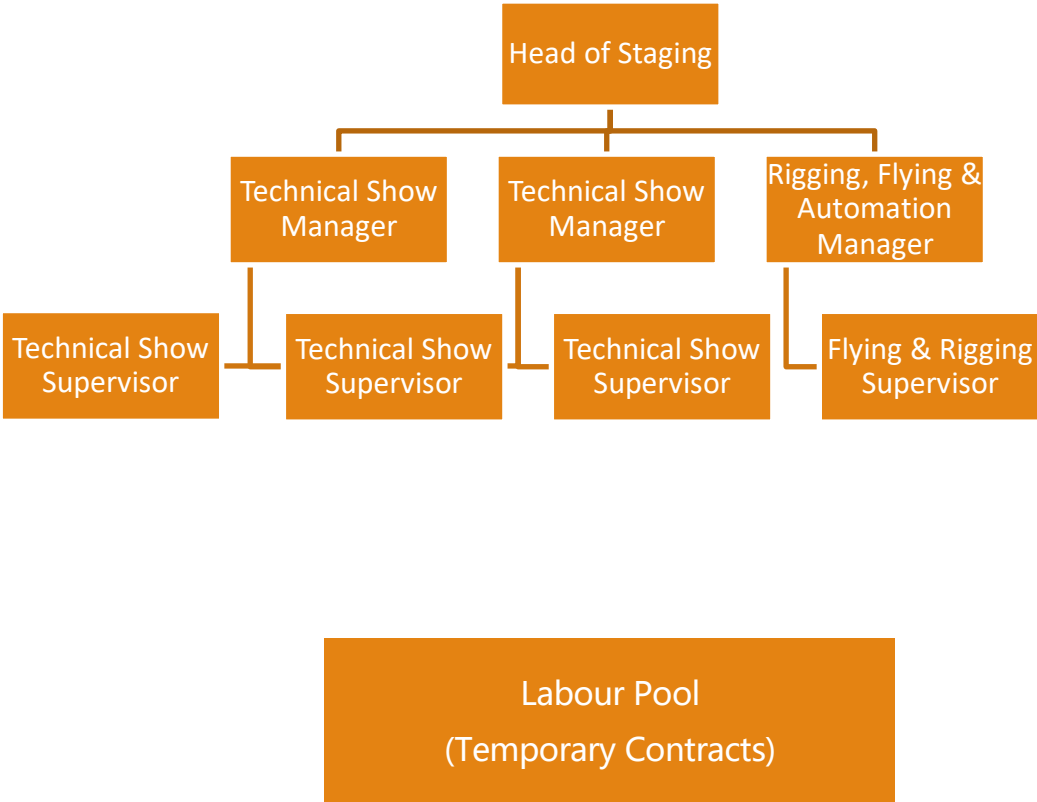 Head of Staging
Technical Show
Manager
Technical Show
Manager
Rigging, Flying &
Automation
Manager
Technical Show
Supervisor
Technical Show
Supervisor
Technical Show
Supervisor
Flying & Rigging
Supervisor
Labour Pool
(Temporary Contracts)